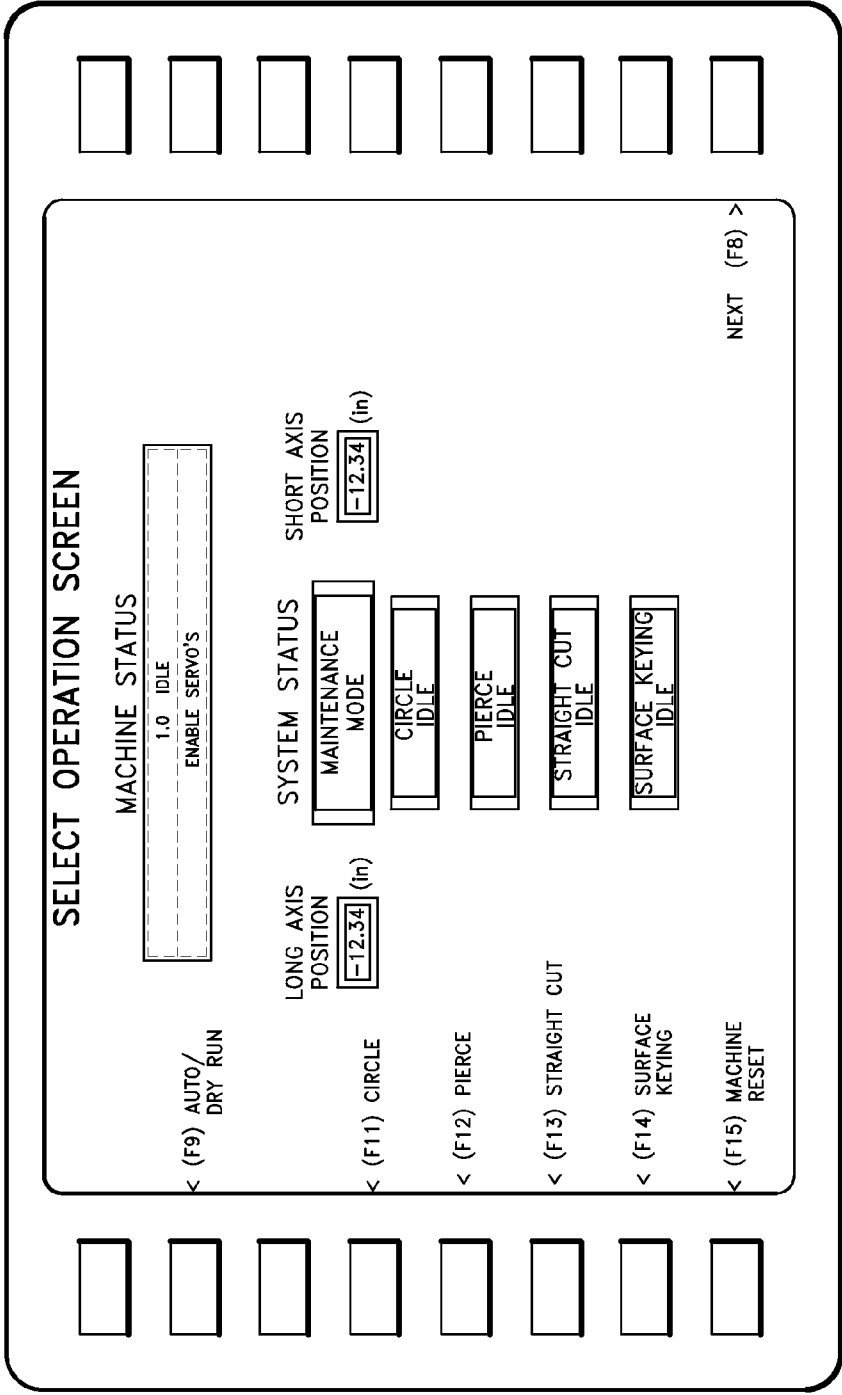 SELECT OPERATION SCREEN
MACHINE STATUS
1.0 IDLE
ENABLE SERVO'S
< (F9) AUTO/
DRY RUN
LONG AXIS
POSITION
-12.34 (in)
SYSTEM STATUS
MAINTENANCE
MODE
SHORT AXIS
POSITION
-12.34 (in)
< (F11) CIRCLE
CIRCLE
IDLE
< (F12) PIERCE
PIERCE
IDLE
< (F13) STRAIGHT CUT
STRAIGHT CUT
IDLE
< (F14) SURFACE
KEYING
SURFACE KEYING
IDLE
< (F15) MACHINE
RESET
NEXT (F8) >